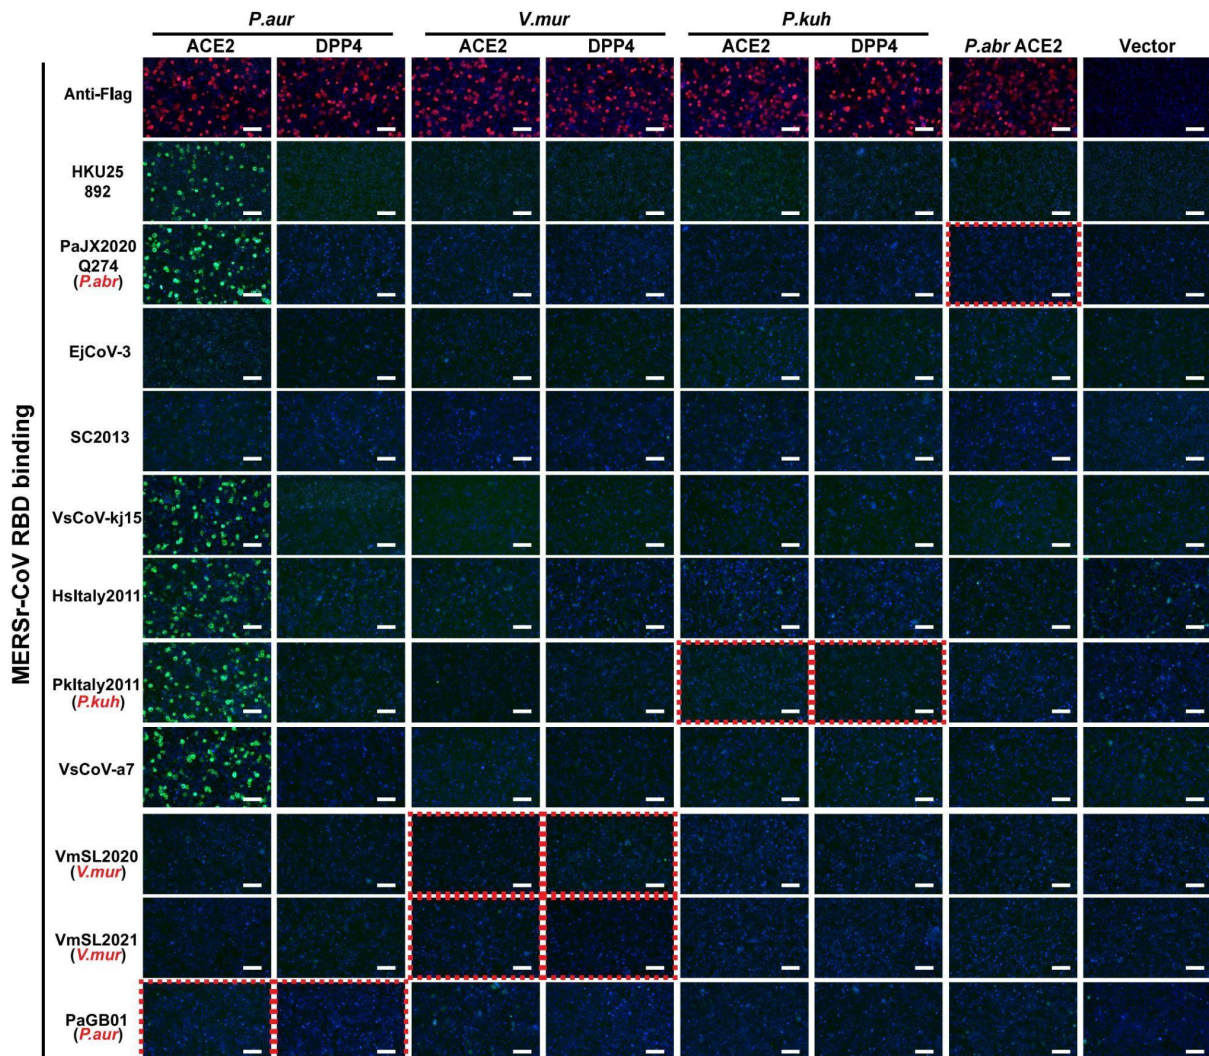 P.aur V.mur P.kuh
ACE2 DPP4 ACE2 DPP4 ACE2 DPP4 P.abr ACE2 Vector
Anti-Flag
HKU25
892
PaJX2020
Q274
(P.abr)
EjCoV-3
SC2013
VsCoV-kj15
HsItaly2011
PkItaly2011
(P.kuh)
VsCoV-a7
VmSL2020
(V.mur)
VmSL2021
(V.mur)
PaGB01
(P.aur)
MERSr-CoV RBD binding